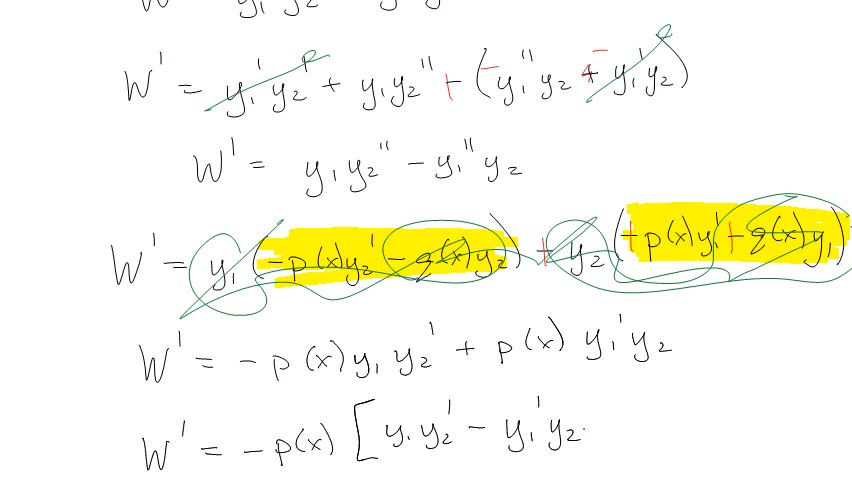 W' = y₁'y₂' + y₁y₂'' + (-y₁''y₂ - y₁'y₂')
W' = y₁y₂'' - y₁''y₂
W' = y₁ (-p(x)y₂' - q(x)y₂) + y₂ (+p(x)y₁' + q(x)y₁)
W' = -p(x)y₁y₂' + p(x)y₁'y₂
W' = -p(x) [y₁y₂' - y₁'y₂